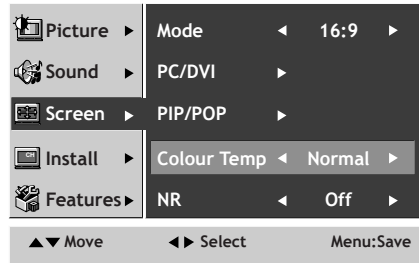 Picture ▶ Mode ◀ 16:9 ▶
Sound ▶ PC/DVI ▶
Screen ▶ PIP/POP ▶
Install ▶ Colour Temp ◀ Normal ▶
Features ▶ NR ◀ Off ▶
▲▼ Move ◀▶ Select Menu:Save